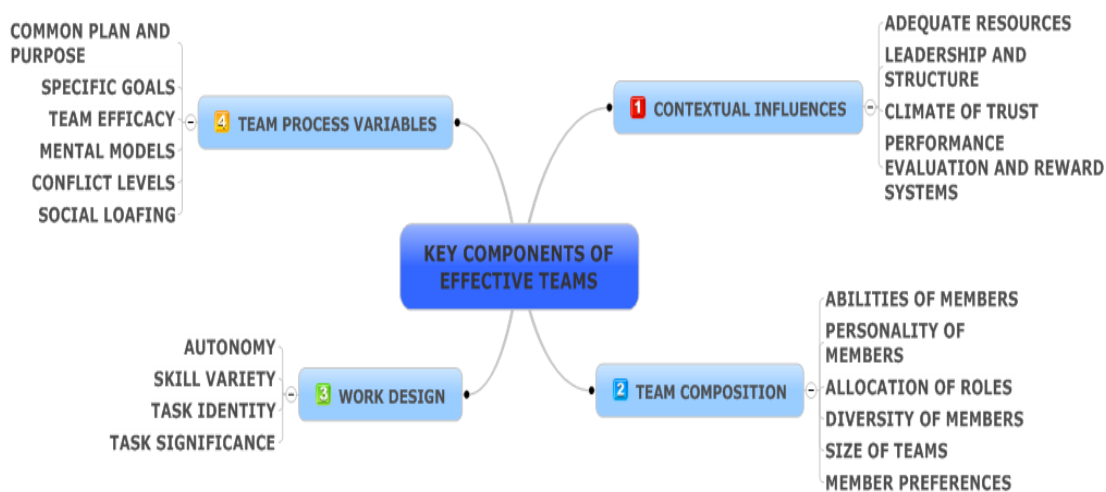 KEY COMPONENTS OF
EFFECTIVE TEAMS
1 CONTEXTUAL INFLUENCES
ADEQUATE RESOURCES
LEADERSHIP AND
STRUCTURE
CLIMATE OF TRUST
PERFORMANCE
EVALUATION AND REWARD
SYSTEMS
2 TEAM COMPOSITION
ABILITIES OF MEMBERS
PERSONALITY OF
MEMBERS
ALLOCATION OF ROLES
DIVERSITY OF MEMBERS
SIZE OF TEAMS
MEMBER PREFERENCES
3 WORK DESIGN
AUTONOMY
SKILL VARIETY
TASK IDENTITY
TASK SIGNIFICANCE
4 TEAM PROCESS VARIABLES
COMMON PLAN AND
PURPOSE
SPECIFIC GOALS
TEAM EFFICACY
MENTAL MODELS
CONFLICT LEVELS
SOCIAL LOAFING